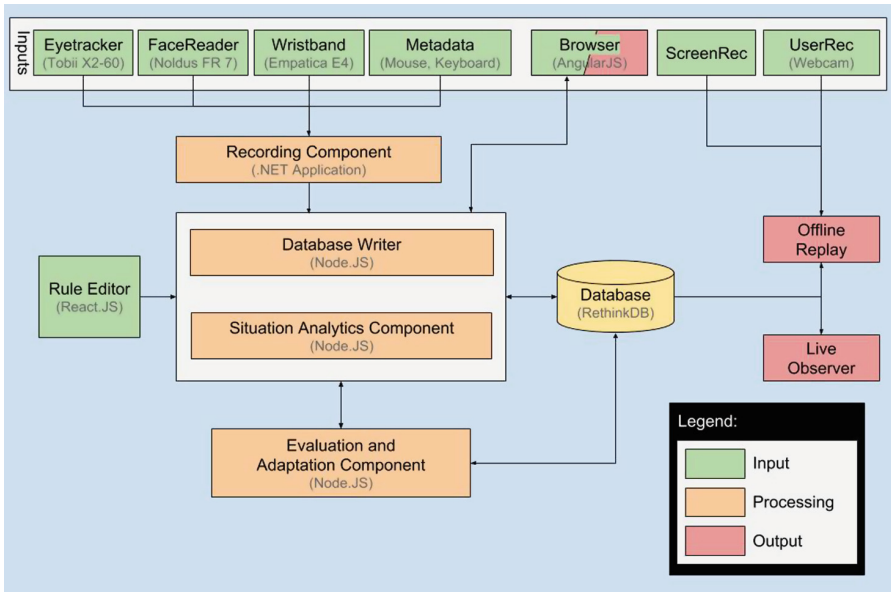 Inputs
Eyetracker
(Tobii X2-60)
FaceReader
(Noldus FR 7)
Wristband
(Empatica E4)
Metadata
(Mouse, Keyboard)
Browser
(AngularJS)
ScreenRec
UserRec
(Webcam)
Recording Component
(.NET Application)
Database Writer
(Node.JS)
Situation Analytics Component
(Node.JS)
Rule Editor
(React.JS)
Database
(RethinkDB)
Offline
Replay
Live
Observer
Evaluation and
Adaptation Component
(Node.JS)
Legend:
Input
Processing
Output